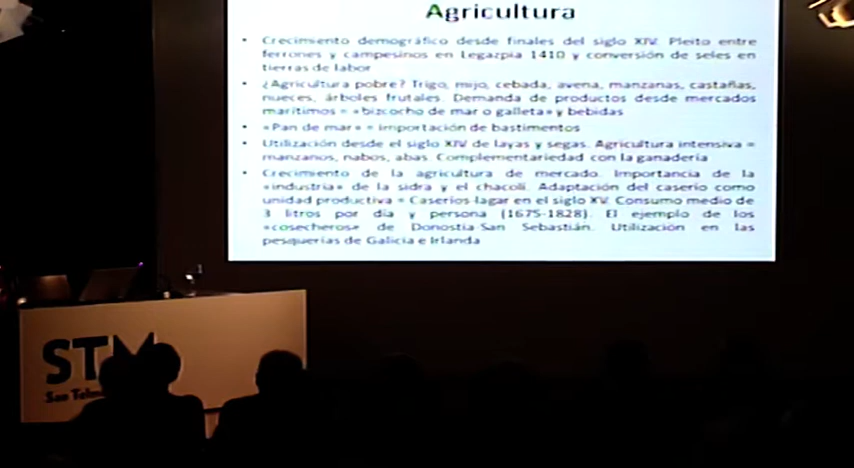 Agricultura
• Crecimiento demográfico desde finales del siglo XIV. Pleito entre
ferrones y campesinos en Legazpia 1410 y conversión de seles en
tierras de labor
• ¿Agricultura pobre? Trigo, mijo, cebada, avena, manzanas, castañas,
nueces, árboles frutales. Demanda de productos desde mercados
marítimos = «bizcocho de mar o galleta» y bebidas
• «Pan de mar» = importación de bastimentos
• Utilización desde el siglo XIV de layas y segas. Agricultura intensiva =
manzanos, nabos, abas. Complementariedad con la ganadería
• Crecimiento de la agricultura de mercado. Importancia de la
«industria» de la sidra y el chacolí. Adaptación del caserío como
unidad productiva = Caseríos-lagar en el siglo XV. Consumo medio de
3 litros por día y persona (1675-1828). El ejemplo de los
«cosecheros» de Donostia-San Sebastián. Utilización en las
pesquerías de Galicia e Irlanda
STM
San